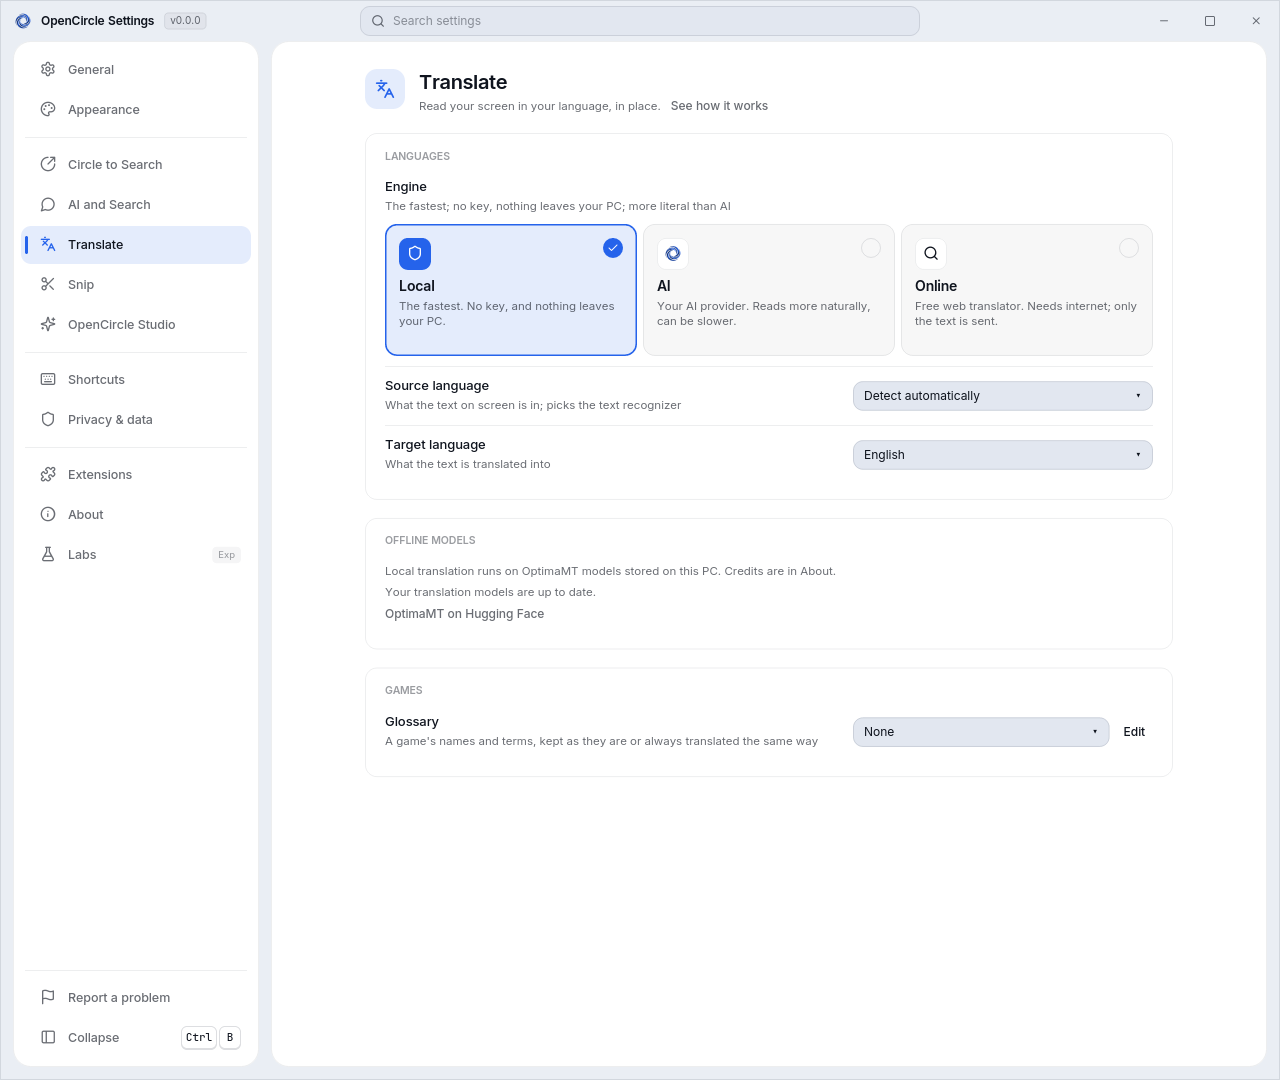 OpenCircle Settings
v0.0.0
Search settings
General
Appearance
Circle to Search
AI and Search
Translate
Snip
OpenCircle Studio
Shortcuts
Privacy & data
Extensions
About
Labs
Exp
Report a problem
Collapse
Ctrl B
Translate
Read your screen in your language, in place. See how it works
LANGUAGES
Engine
The fastest; no key, nothing leaves your PC; more literal than AI
Local
The fastest. No key, and nothing leaves
your PC.
AI
Your AI provider. Reads more naturally,
can be slower.
Online
Free web translator. Needs internet; only
the text is sent.
Source language
What the text on screen is in; picks the text recognizer
Detect automatically
Target language
What the text is translated into
English
OFFLINE MODELS
Local translation runs on OptimaMT models stored on this PC. Credits are in About.
Your translation models are up to date.
OptimaMT on Hugging Face
GAMES
Glossary
A game's names and terms, kept as they are or always translated the same way
None
Edit